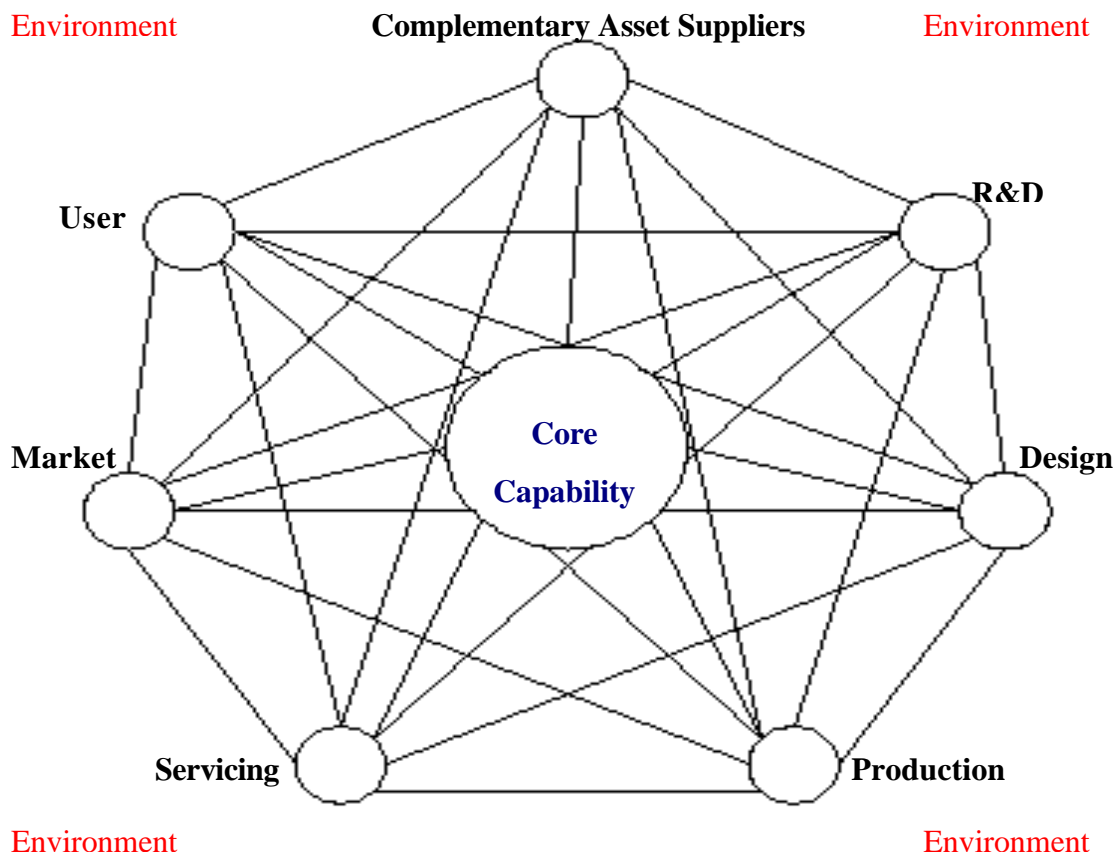 Environment
Complementary Asset Suppliers
Environment
R&D
User
Core
Capability
Market
Design
Servicing
Production
Environment
Environment